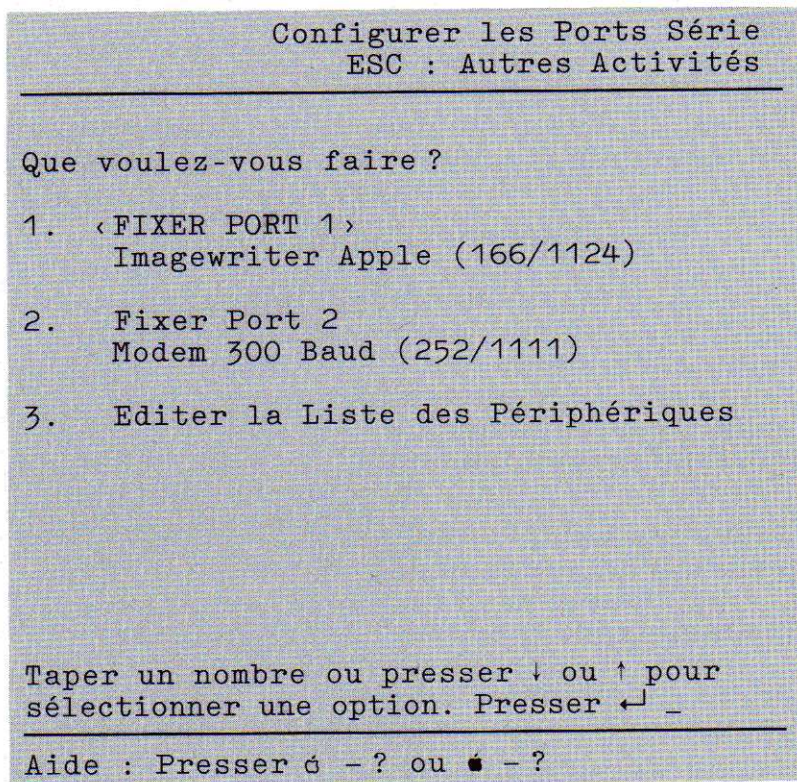 Configurer les Ports Série
ESC : Autres Activités
Que voulez-vous faire ?
1. ‹FIXER PORT 1›
Imagewriter Apple (166/1124)
2. Fixer Port 2
Modem 300 Baud (252/1111)
3. Editer la Liste des Périphériques
Taper un nombre ou presser ↓ ou ↑ pour
sélectionner une option. Presser ↵ _
Aide : Presser  - ? ou  - ?